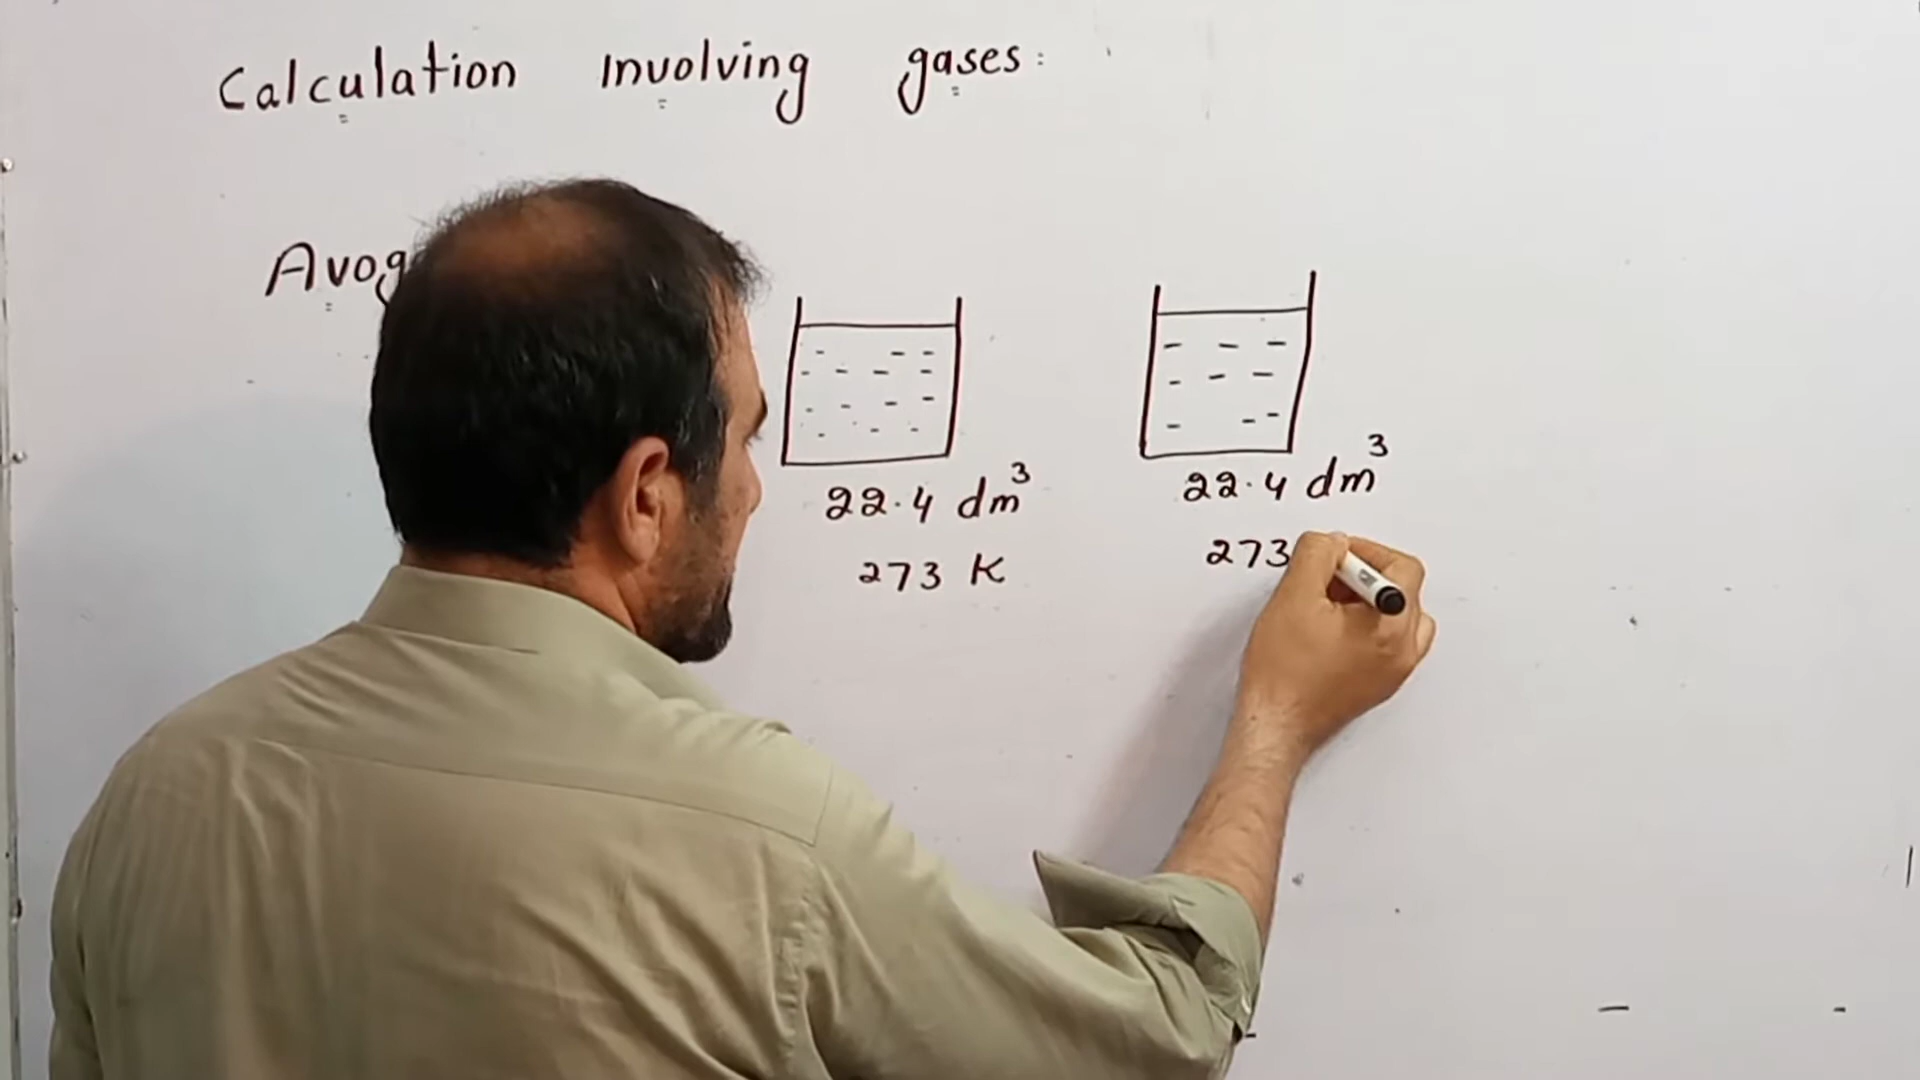 Calculation Involving gases:
Avog
22.4 dm³
22.4 dm³
273 K
273